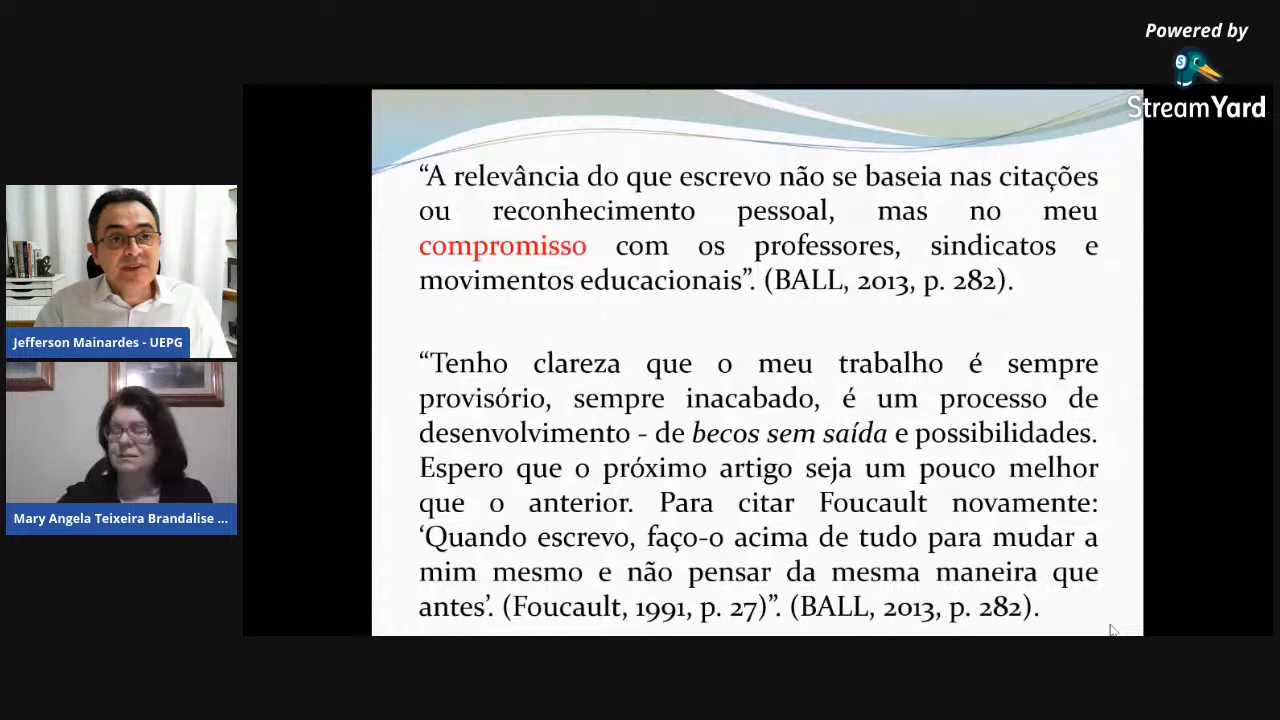 Powered by
StreamYard
“A relevância do que escrevo não se baseia nas citações
ou reconhecimento pessoal, mas no meu
compromisso com os professores, sindicatos e
movimentos educacionais”. (BALL, 2013, p. 282).
“Tenho clareza que o meu trabalho é sempre
provisório, sempre inacabado, é um processo de
desenvolvimento - de becos sem saída e possibilidades.
Espero que o próximo artigo seja um pouco melhor
que o anterior. Para citar Foucault novamente:
‘Quando escrevo, faço-o acima de tudo para mudar a
mim mesmo e não pensar da mesma maneira que
antes’. (Foucault, 1991, p. 27)”. (BALL, 2013, p. 282).
Jefferson Mainardes - UEPG
Mary Angela Teixeira Brandalise ...